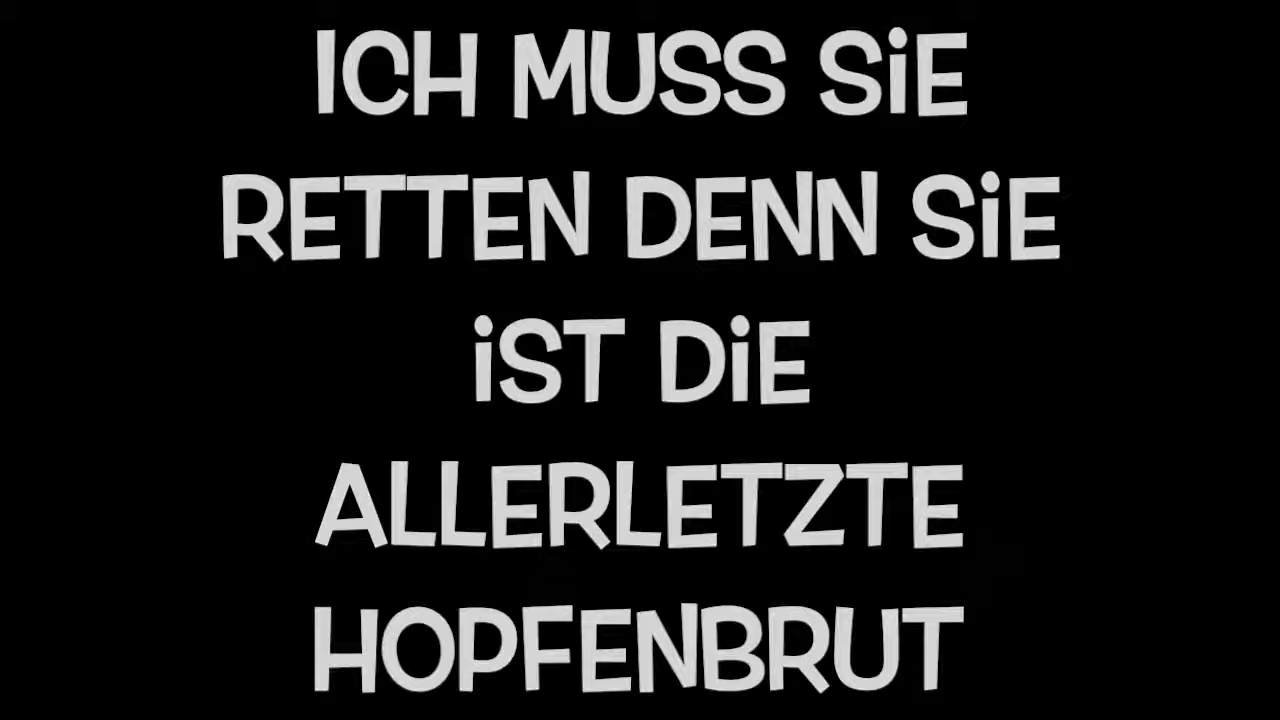 ICH MUSS SiE
RETTEN DENN SiE
iST DiE
ALLERLETZTE
HOPFENBRUT